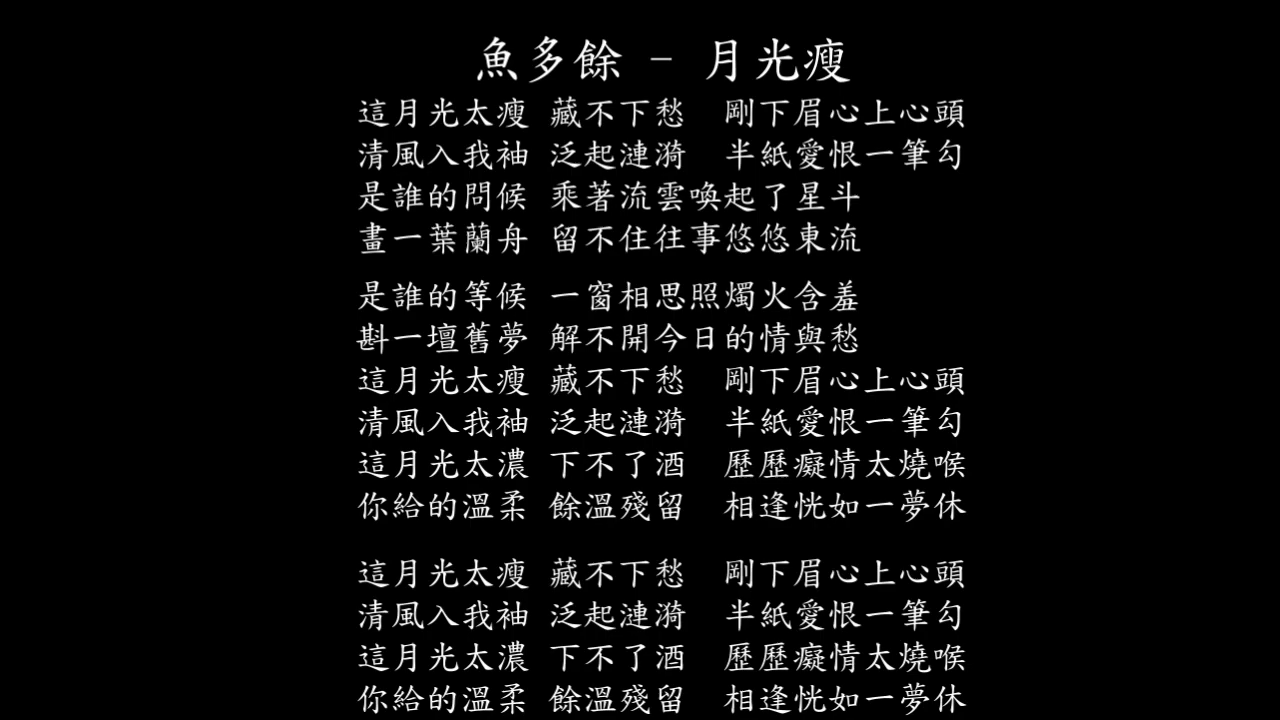 魚多餘 - 月光瘦
這月光太瘦 藏不下愁 剛下眉心上心頭
清風入我袖 泛起漣漪 半紙愛恨一筆勾
是誰的問候 乘著流雲喚起了星斗
畫一葉蘭舟 留不住往事悠悠東流
是誰的等候 一窗相思照燭火含羞
斟一壇舊夢 解不開今日的情與愁
這月光太瘦 藏不下愁 剛下眉心上心頭
清風入我袖 泛起漣漪 半紙愛恨一筆勾
這月光太濃 下不了酒 歷歷癡情太燒喉
你給的溫柔 餘溫殘留 相逢恍如一夢休
這月光太瘦 藏不下愁 剛下眉心上心頭
清風入我袖 泛起漣漪 半紙愛恨一筆勾
這月光太濃 下不了酒 歷歷癡情太燒喉
你給的溫柔 餘溫殘留 相逢恍如一夢休